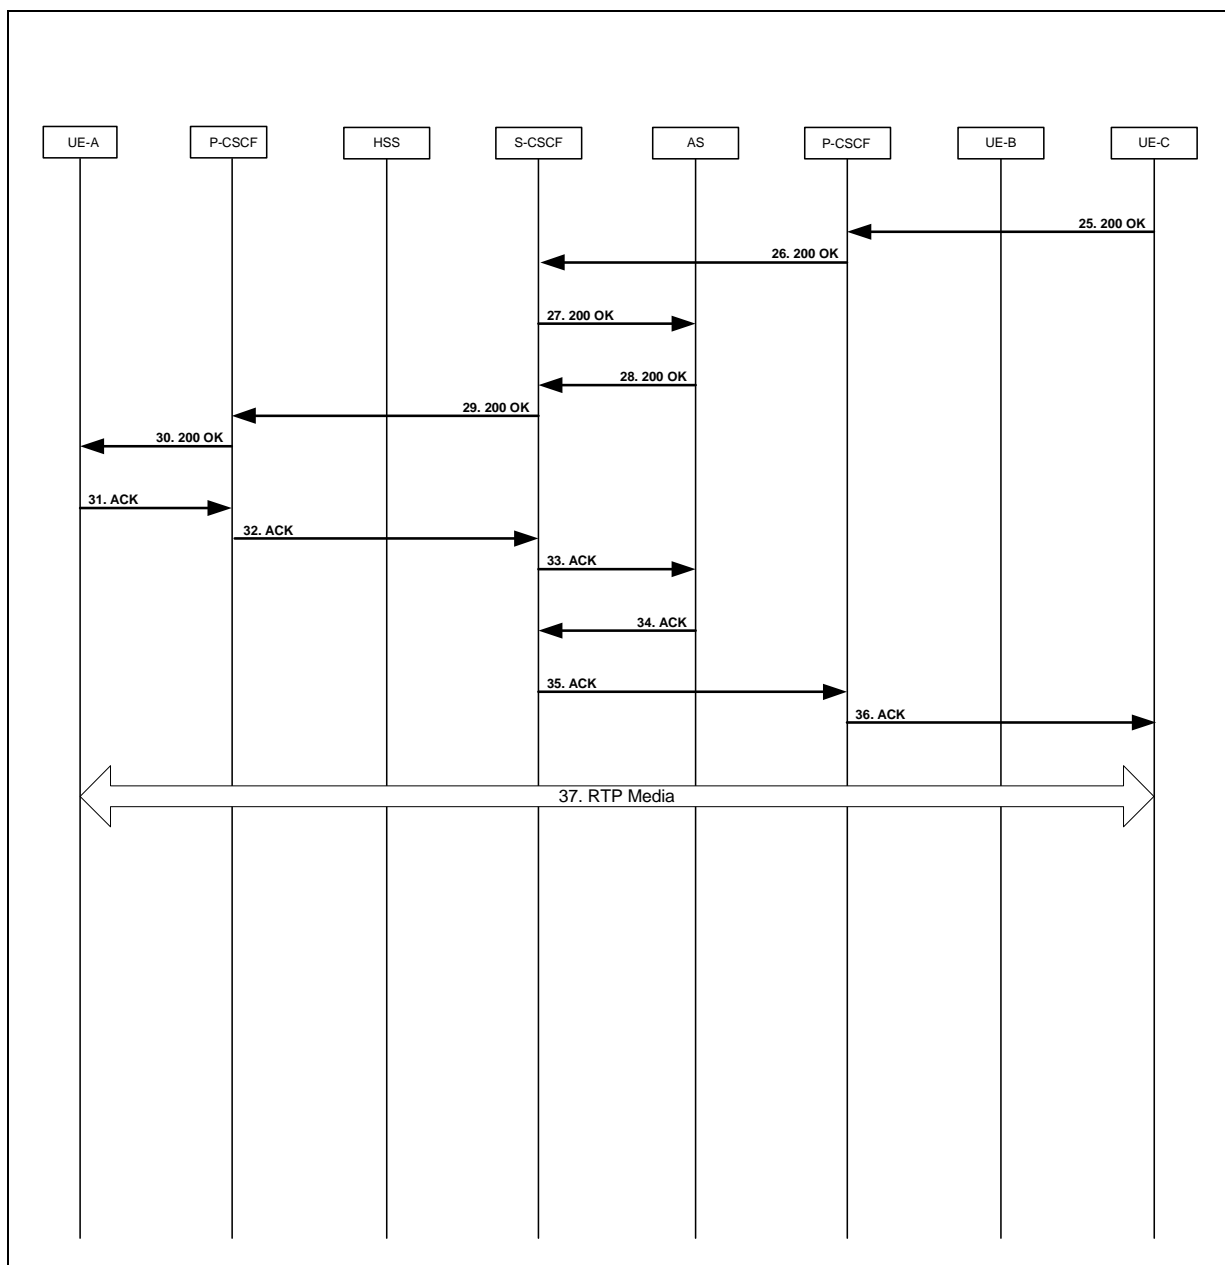 UE-A
P-CSCF
HSS
S-CSCF
AS
P-CSCF
UE-B
UE-C
25. 200 OK
26. 200 OK
27. 200 OK
28. 200 OK
29. 200 OK
30. 200 OK
31. ACK
32. ACK
33. ACK
34. ACK
35. ACK
36. ACK
37. RTP Media